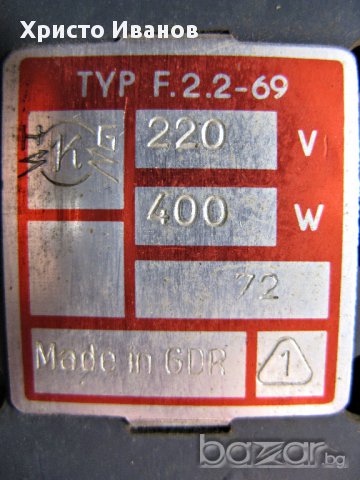 Христо Иванов
TYP F.2.2-69
220 V
400 W
72
Made in GDR 1
bazar.bg